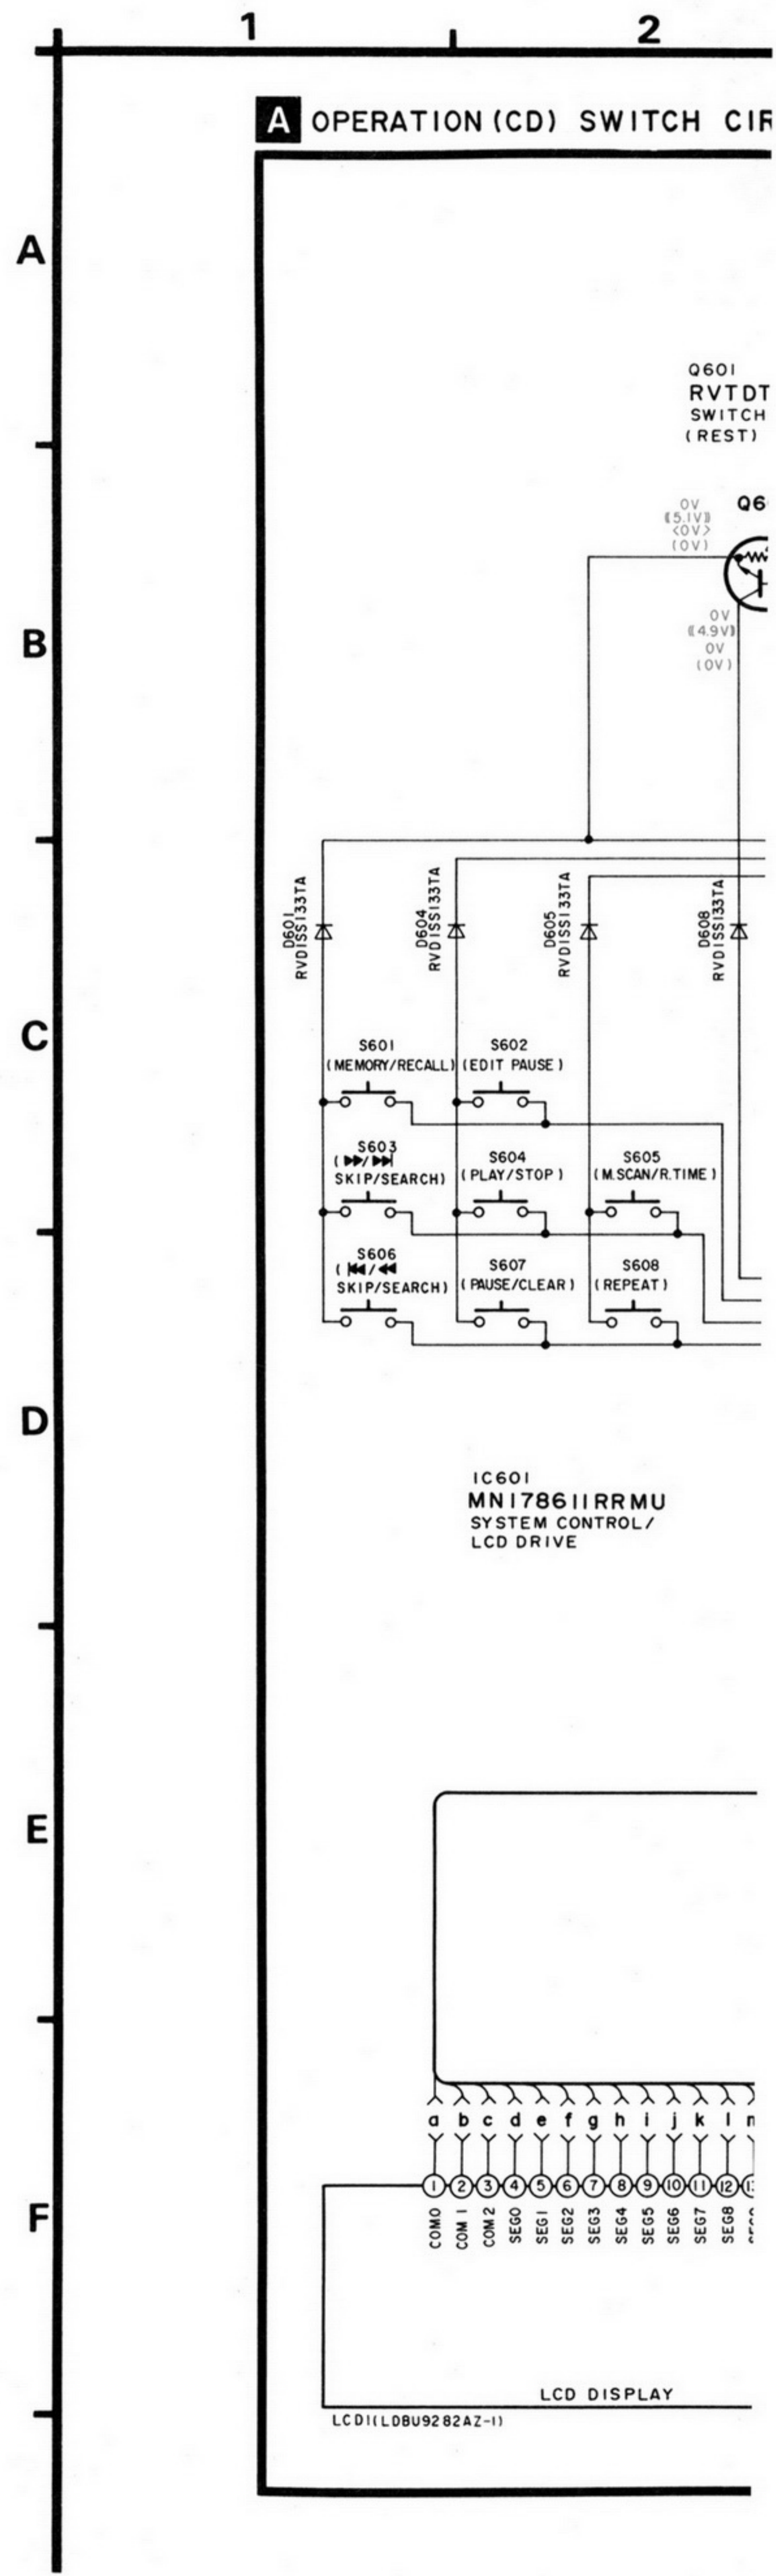 1 2
A OPERATION (CD) SWITCH CIR
A
Q601
RVTDT
SWITCH
(REST)
0V
《5.1V》
<0V>
(0V)
Q6
0V
《4.9V》
0V
(0V)
B
D601
RVD1SS133TA
D604
RVD1SS133TA
D605
RVD1SS133TA
D608
RVD1SS133TA
C
S601
(MEMORY/RECALL)
S602
(EDIT PAUSE)
S603
(▶▶/▶▶|
SKIP/SEARCH)
S604
(PLAY/STOP)
S605
(M.SCAN/R.TIME)
S606
(|◀◀/◀◀
SKIP/SEARCH)
S607
(PAUSE/CLEAR)
S608
(REPEAT)
D
IC601
MN178611RRMU
SYSTEM CONTROL/
LCD DRIVE
E
a b c d e f g h i j k l
1 2 3 4 5 6 7 8 9 10 11 12
F
COM0
COM1
COM2
SEG0
SEG1
SEG2
SEG3
SEG4
SEG5
SEG6
SEG7
SEG8
LCD DISPLAY
LCD1(LDBU9282AZ-1)